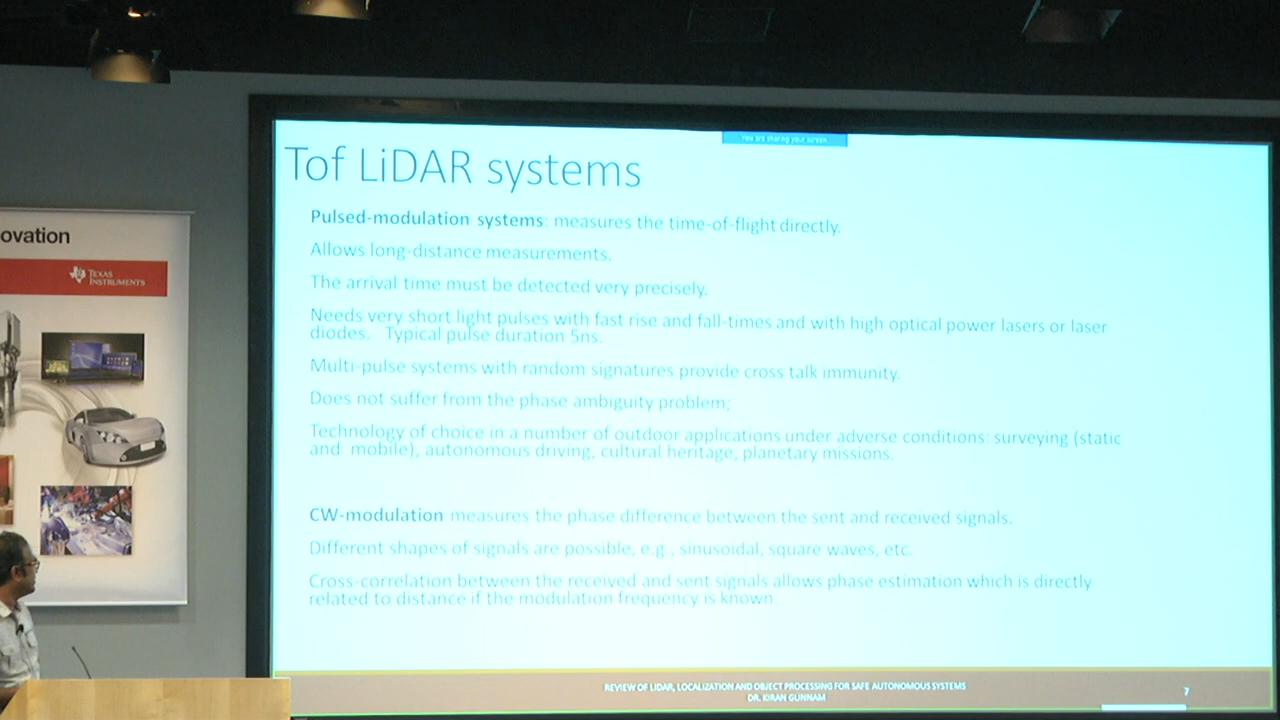 You are sharing your screen
Tof LiDAR systems
Pulsed-modulation systems: measures the time-of-flight directly.
Allows long-distance measurements.
The arrival time must be detected very precisely.
Needs very short light pulses with fast rise and fall-times and with high optical power lasers or laser
diodes. Typical pulse duration 5ns.
Multi-pulse systems with random signatures provide cross talk immunity.
Does not suffer from the phase ambiguity problem;
Technology of choice in a number of outdoor applications under adverse conditions: surveying (static
and mobile), autonomous driving, cultural heritage, planetary missions.
CW-modulation measures the phase difference between the sent and received signals.
Different shapes of signals are possible, e.g., sinusoidal, square waves, etc.
Cross-correlation between the received and sent signals allows phase estimation which is directly
related to distance if the modulation frequency is known.
REVIEW OF LIDAR, LOCALIZATION AND OBJECT PROCESSING FOR SAFE AUTONOMOUS SYSTEMS
DR. KIRAN GUNNAM
7
ovation
TEXAS
INSTRUMENTS